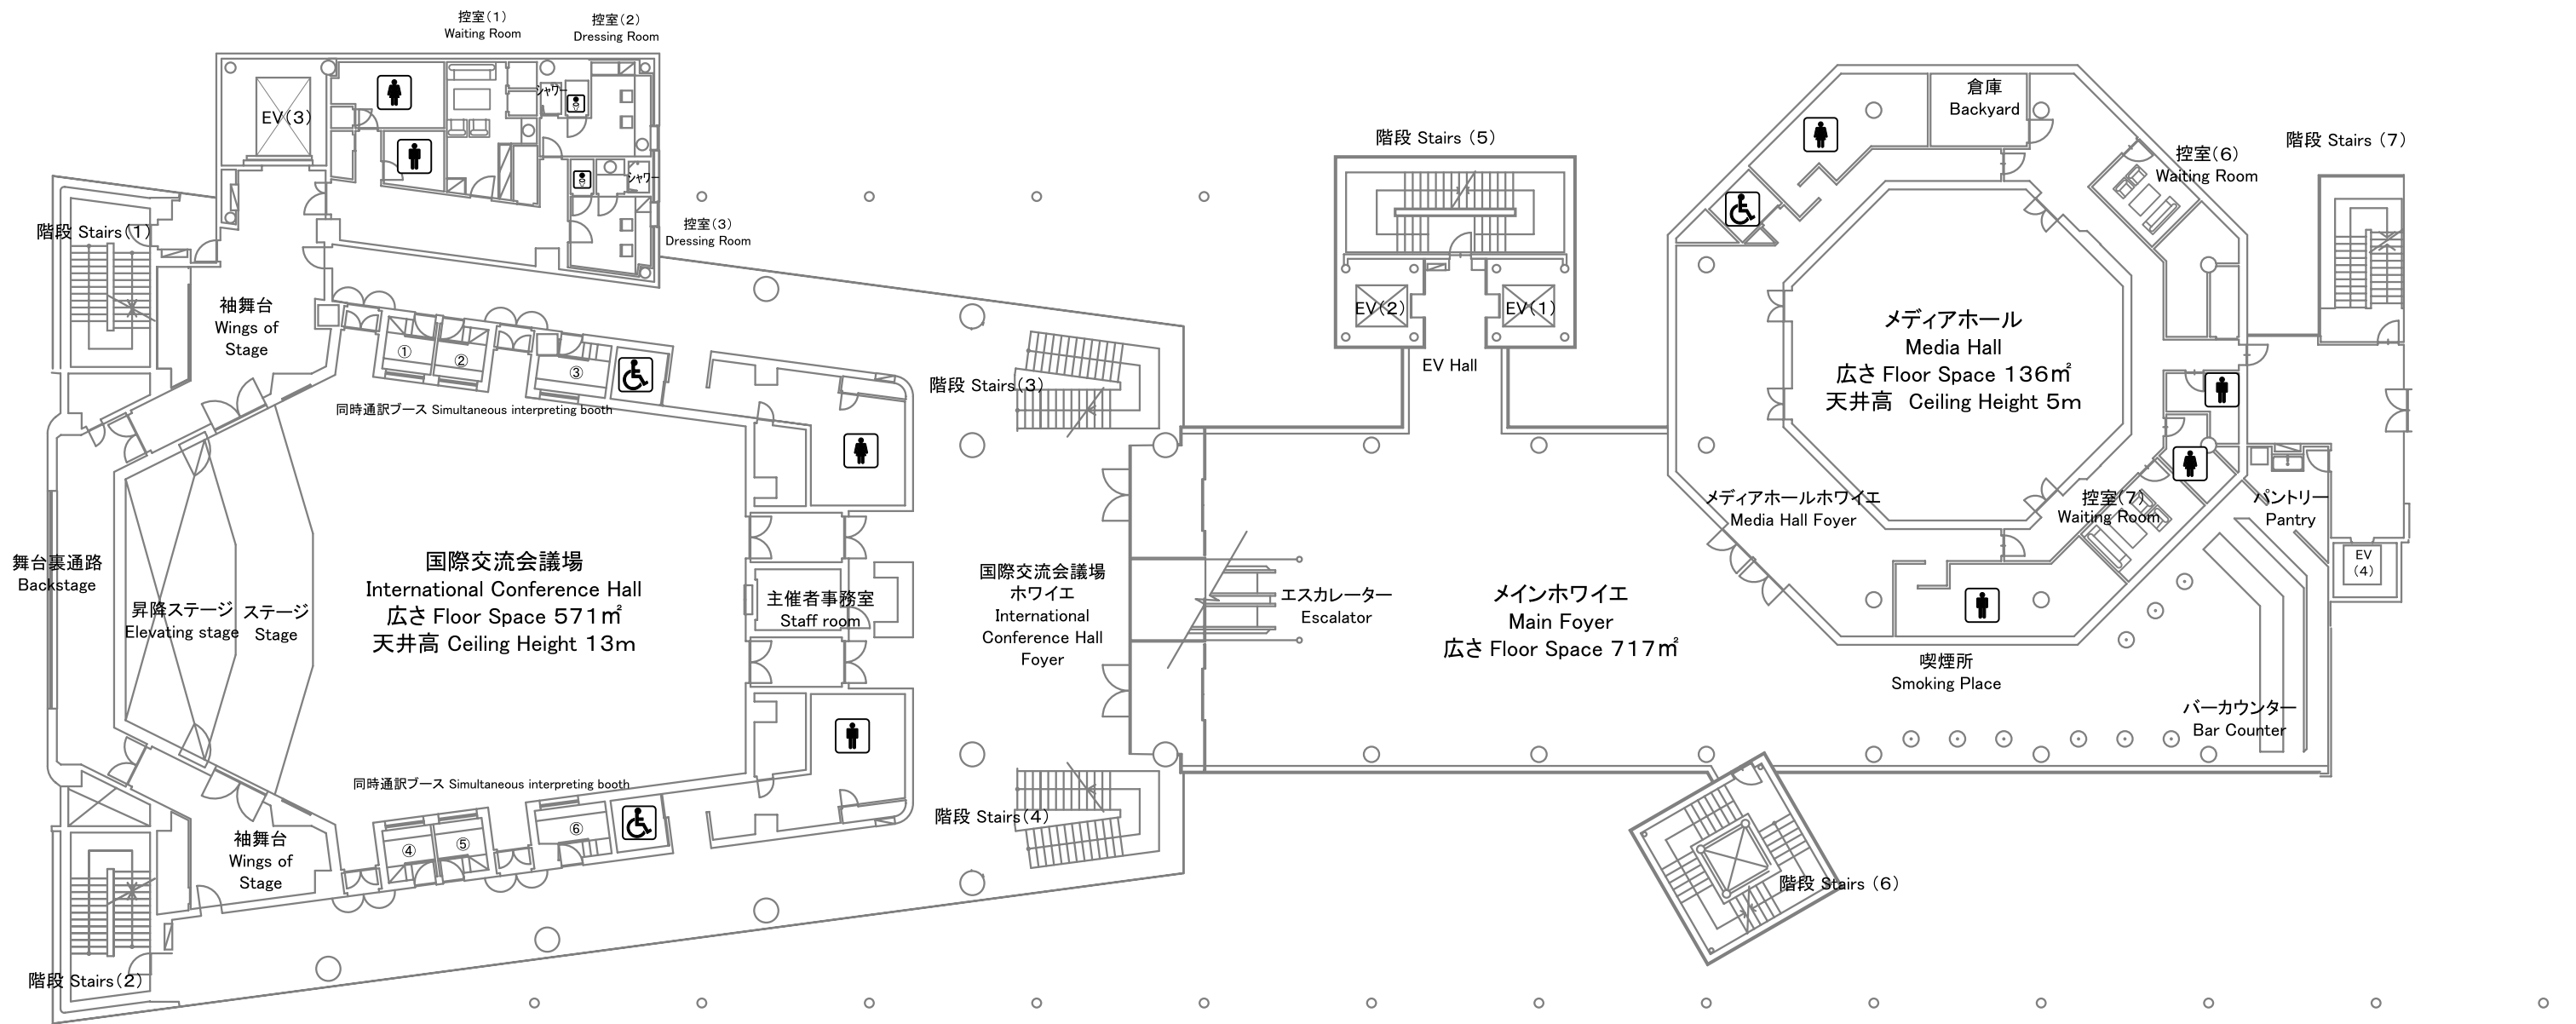 控室(1)
Waiting Room
控室(2)
Dressing Room
EV(3)
シャワー
シャワー
控室(3)
Dressing Room
階段 Stairs(1)
袖舞台
Wings of
Stage
①
②
③
同時通訳ブース Simultaneous interpreting booth
階段 Stairs(3)
舞台裏通路
Backstage
昇降ステージ
Elevating stage
ステージ
Stage
国際交流会議場
International Conference Hall
広さ Floor Space 571㎡
天井高 Ceiling Height 13m
主催者事務室
Staff room
国際交流会議場
ホワイエ
International
Conference Hall
Foyer
同時通訳ブース Simultaneous interpreting booth
④
⑤
⑥
袖舞台
Wings of
Stage
階段 Stairs(2)
階段 Stairs(4)
エスカレーター
Escalator
階段 Stairs (5)
EV(2)
EV(1)
EV Hall
メインホワイエ
Main Foyer
広さ Floor Space 717㎡
倉庫
Backyard
控室(6)
Waiting Room
階段 Stairs (7)
メディアホール
Media Hall
広さ Floor Space 136㎡
天井高 Ceiling Height 5m
メディアホールホワイエ
Media Hall Foyer
控室(7)
Waiting Room
パントリー
Pantry
EV
(4)
喫煙所
Smoking Place
バーカウンター
Bar Counter
階段 Stairs (6)